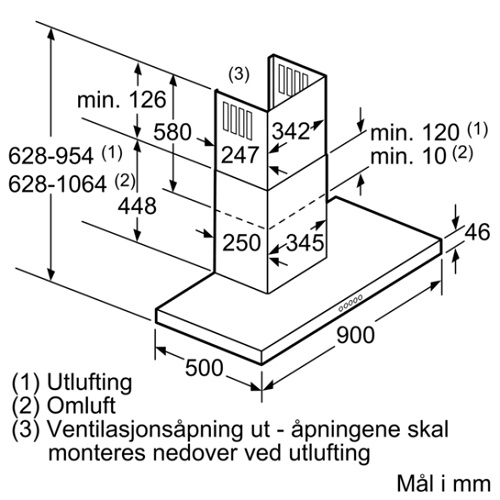 (3)
min. 126
580
342
247
min. 120 (1)
min. 10 (2)
628-954 (1)
628-1064 (2)
448
250
345
46
900
500
(1) Utlufting
(2) Omluft
(3) Ventilasjonsåpning ut - åpningene skal
monteres nedover ved utlufting
Mål i mm